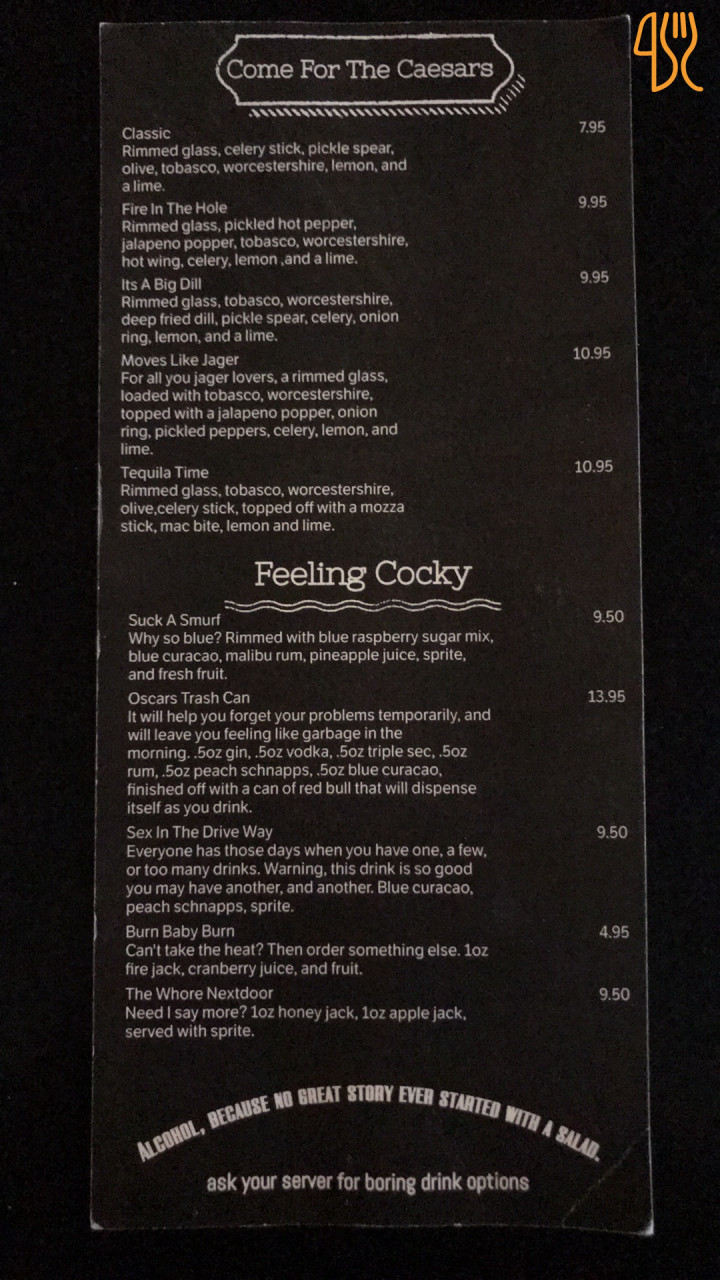 Come For The Caesars
Classic 7.95
Rimmed glass, celery stick, pickle spear,
olive, tobasco, worcestershire, lemon, and
a lime.
Fire In The Hole 9.95
Rimmed glass, pickled hot pepper,
jalapeno popper, tobasco, worcestershire,
hot wing, celery, lemon ,and a lime.
Its A Big Dill 9.95
Rimmed glass, tobasco, worcestershire,
deep fried dill, pickle spear, celery, onion
ring, lemon, and a lime.
Moves Like Jager 10.95
For all you jager lovers, a rimmed glass,
loaded with tobasco, worcestershire,
topped with a jalapeno popper, onion
ring, pickled peppers, celery, lemon, and
lime.
Tequila Time 10.95
Rimmed glass, tobasco, worcestershire,
olive,celery stick, topped off with a mozza
stick, mac bite, lemon and lime.
Feeling Cocky
Suck A Smurf 9.50
Why so blue? Rimmed with blue raspberry sugar mix,
blue curacao, malibu rum, pineapple juice, sprite,
and fresh fruit.
Oscars Trash Can 13.95
It will help you forget your problems temporarily, and
will leave you feeling like garbage in the
morning. .5oz gin, .5oz vodka, .5oz triple sec, .5oz
rum, .5oz peach schnapps, .5oz blue curacao,
finished off with a can of red bull that will dispense
itself as you drink.
Sex In The Drive Way 9.50
Everyone has those days when you have one, a few,
or too many drinks. Warning, this drink is so good
you may have another, and another. Blue curacao,
peach schnapps, sprite.
Burn Baby Burn 4.95
Can't take the heat? Then order something else. 1oz
fire jack, cranberry juice, and fruit.
The Whore Nextdoor 9.50
Need I say more? 1oz honey jack, 1oz apple jack,
served with sprite.
ALCOHOL, BECAUSE NO GREAT STORY EVER STARTED WITH A SALAD.
ask your server for boring drink options